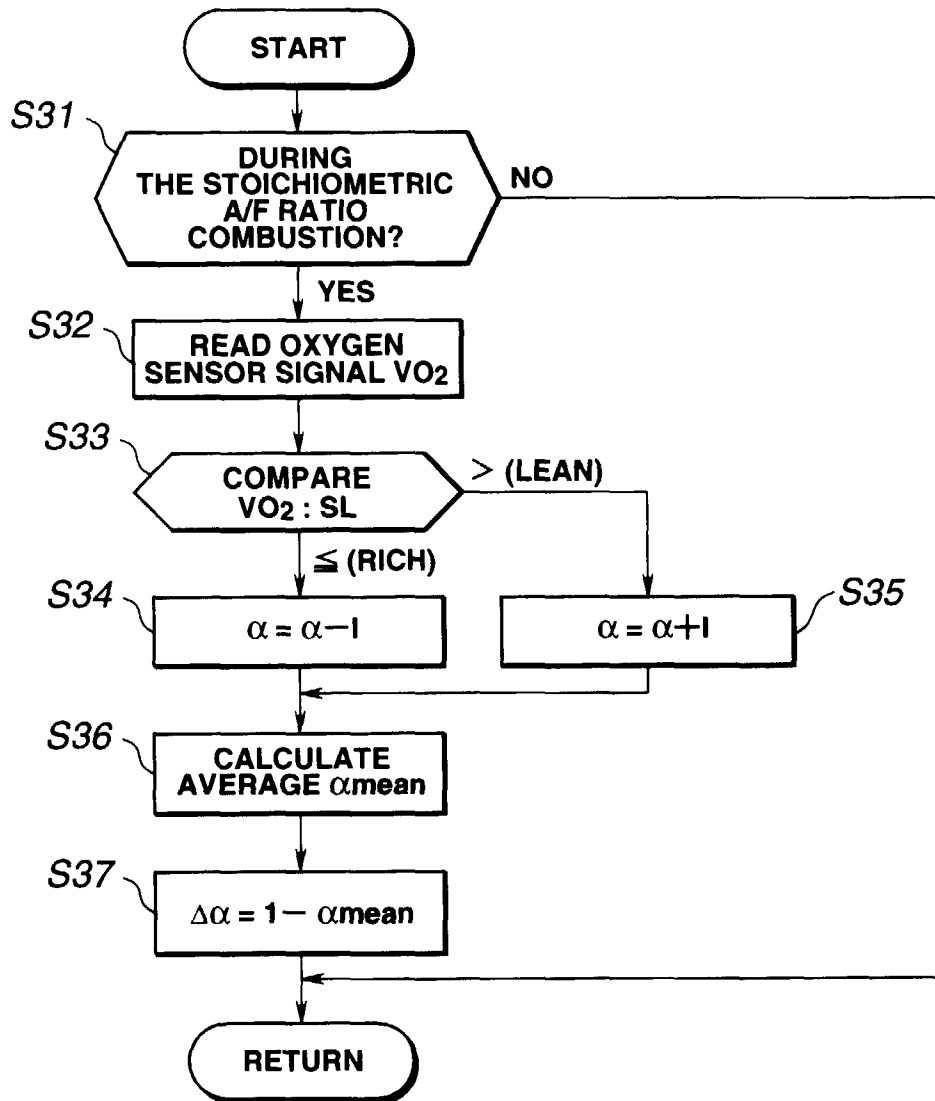 START
S31
DURING
THE STOICHIOMETRIC
A/F RATIO
COMBUSTION?
NO
YES
S32
READ OXYGEN
SENSOR SIGNAL VO2
S33
COMPARE
VO2 : SL
> (LEAN)
≦ (RICH)
S34
α = α−I
S35
α = α+I
S36
CALCULATE
AVERAGE αmean
S37
Δα = 1− αmean
RETURN